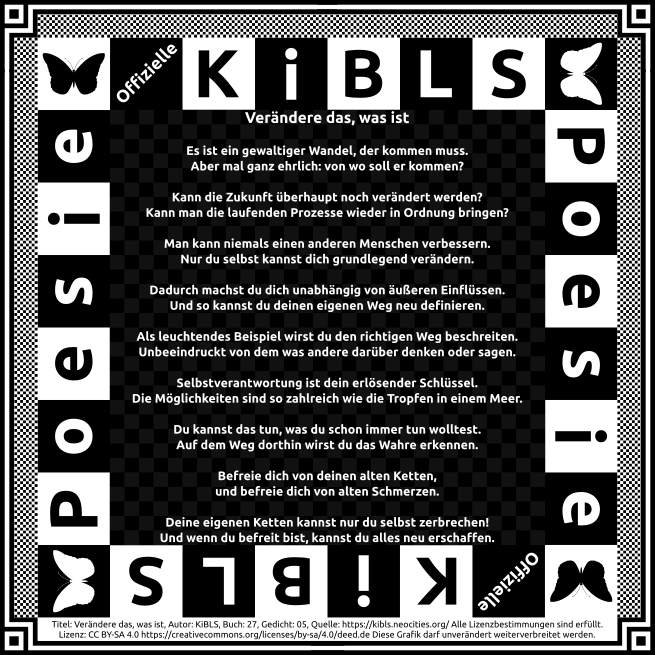 Offizielle
KiBLS
Poesie
Poesie
Verändere das, was ist
Es ist ein gewaltiger Wandel, der kommen muss.
Aber mal ganz ehrlich: von wo soll er kommen?
Kann die Zukunft überhaupt noch verändert werden?
Kann man die laufenden Prozesse wieder in Ordnung bringen?
Man kann niemals einen anderen Menschen verbessern.
Nur du selbst kannst dich grundlegend verändern.
Dadurch machst du dich unabhängig von äußeren Einflüssen.
Und so kannst du deinen eigenen Weg neu definieren.
Als leuchtendes Beispiel wirst du den richtigen Weg beschreiten.
Unbeeindruckt von dem was andere darüber denken oder sagen.
Selbstverantwortung ist dein erlösender Schlüssel.
Die Möglichkeiten sind so zahlreich wie die Tropfen in einem Meer.
Du kannst das tun, was du schon immer tun wolltest.
Auf dem Weg dorthin wirst du das Wahre erkennen.
Befreie dich von deinen alten Ketten,
und befreie dich von alten Schmerzen.
Deine eigenen Ketten kannst nur du selbst zerbrechen!
Und wenn du befreit bist, kannst du alles neu erschaffen.
Offizielle
KiBLS
Titel: Verändere das, was ist, Autor: KiBLS, Buch: 27, Gedicht: 05, Quelle: https://kibls.neocities.org/ Alle Lizenzbestimmungen sind erfüllt.
Lizenz: CC BY-SA 4.0 https://creativecommons.org/licenses/by-sa/4.0/deed.de Diese Grafik darf unverändert weiterverbreitet werden.